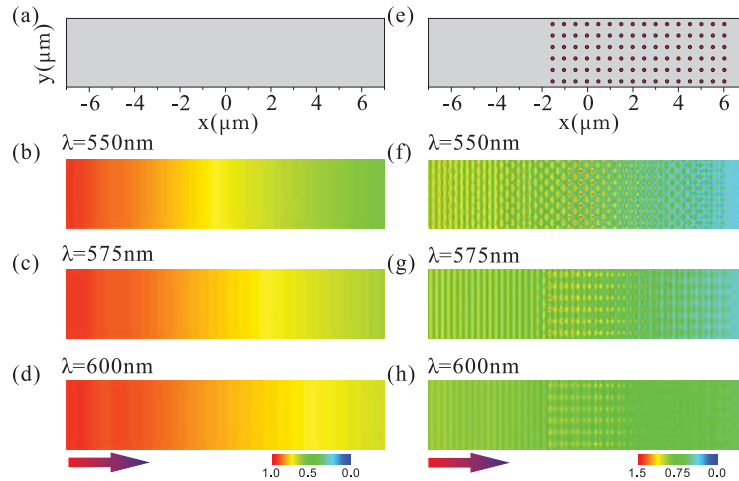 (a)
y(μm)
-6 -4 -2 0 2 4 6
x(μm)
(b) λ=550nm
(c) λ=575nm
(d) λ=600nm
1.0 0.5 0.0
(e)
-6 -4 -2 0 2 4 6
x(μm)
(f) λ=550nm
(g) λ=575nm
(h) λ=600nm
1.5 0.75 0.0